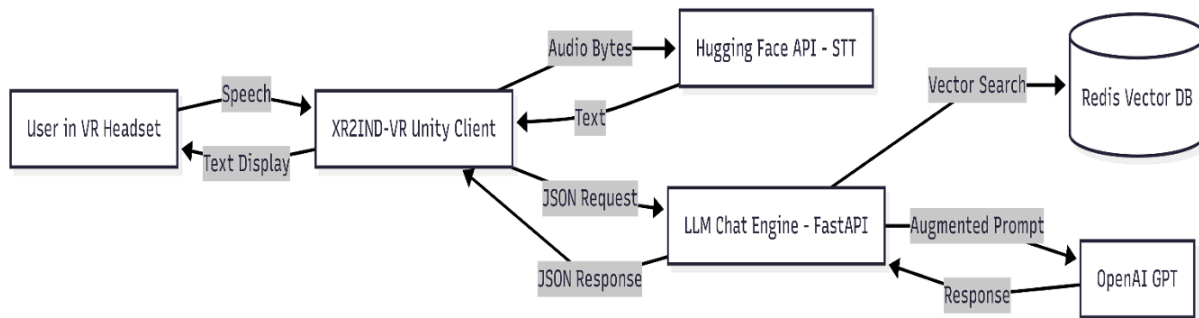 Audio Bytes
Hugging Face API - STT
Speech
Vector Search
Redis Vector DB
User in VR Headset
XR2IND-VR Unity Client
Text
Text Display
JSON Request
LLM Chat Engine - FastAPI
Augmented Prompt
JSON Response
Response
OpenAI GPT